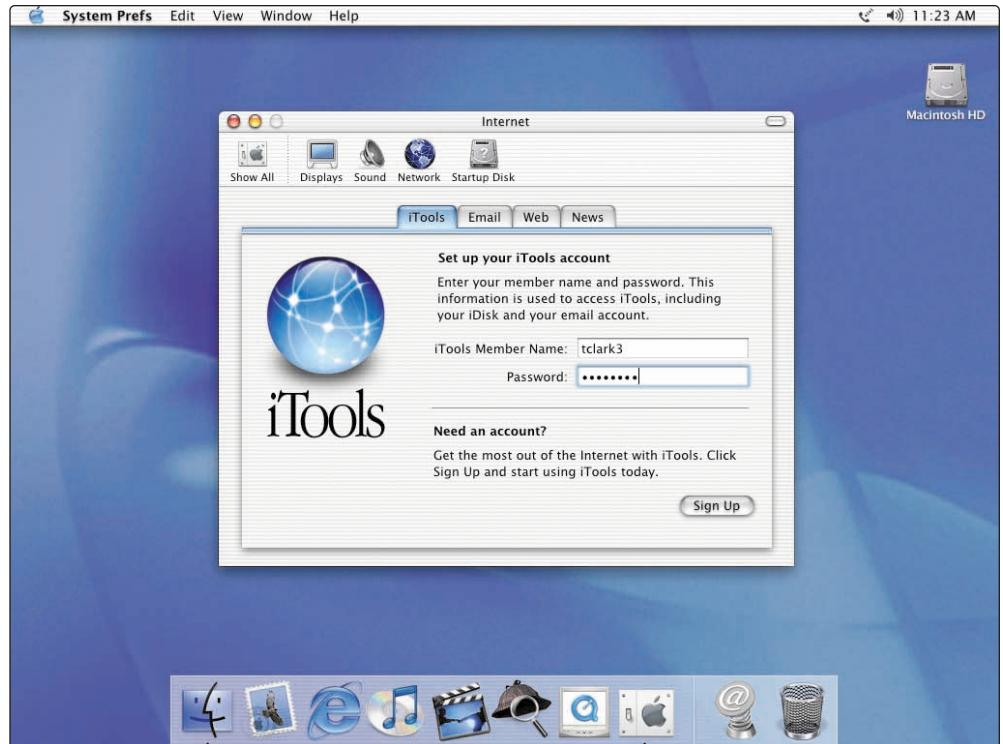 System Prefs Edit View Window Help 11:23 AM
Macintosh HD
Internet
Show All Displays Sound Network Startup Disk
iTools Email Web News
Set up your iTools account
Enter your member name and password. This
information is used to access iTools, including
your iDisk and your email account.
iTools Member Name: tclark3
Password: ••••••••
iTools
Need an account?
Get the most out of the Internet with iTools. Click
Sign Up and start using iTools today.
Sign Up